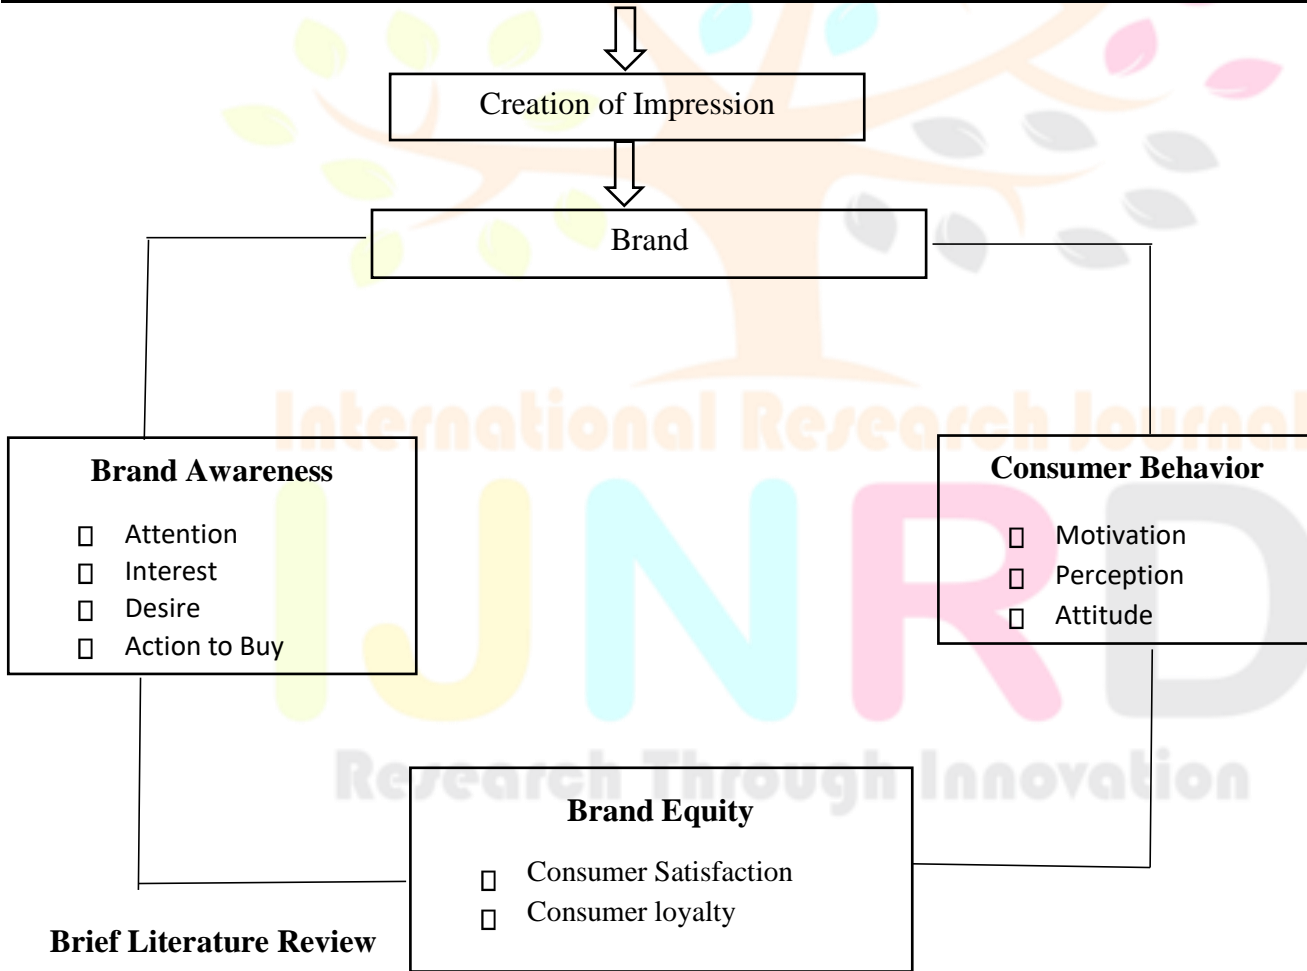 Creation of Impression
Brand
Brand Awareness
Attention
Interest
Desire
Action to Buy
Consumer Behavior
Motivation
Perception
Attitude
International Research Journal
IJNRD
Research Through Innovation
Brand Equity
Consumer Satisfaction
Consumer loyalty
Brief Literature Review